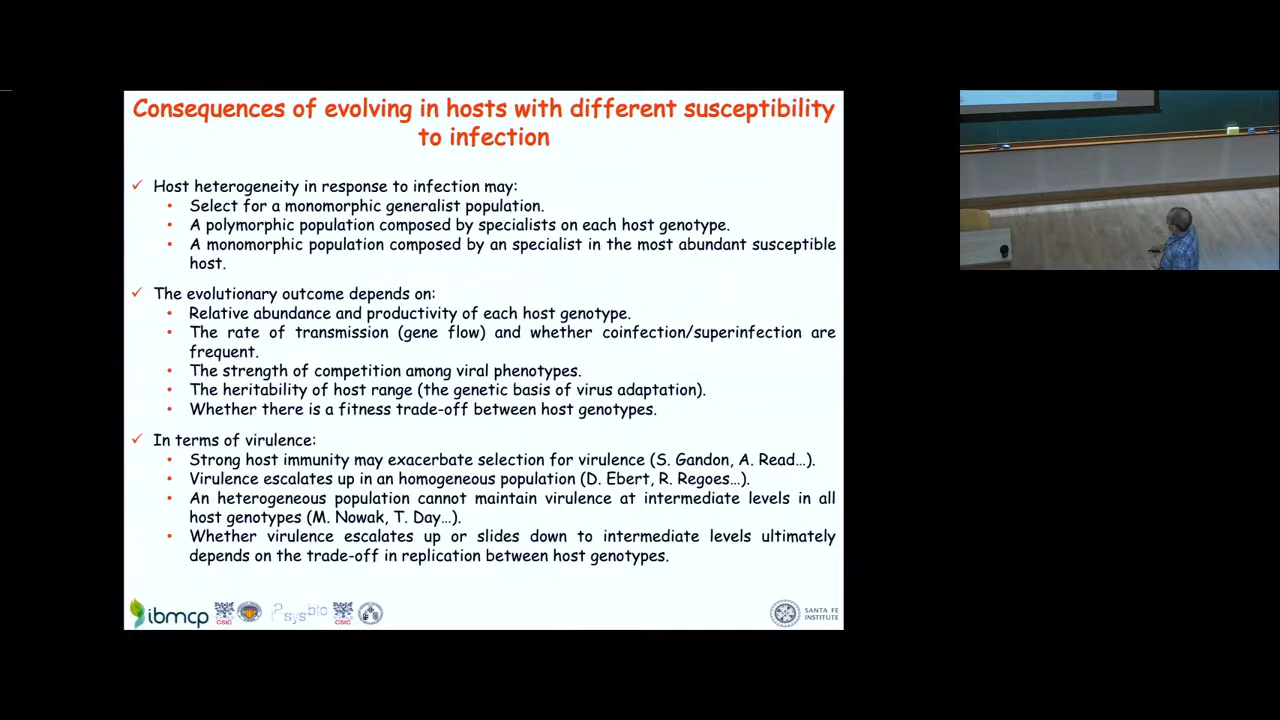 Consequences of evolving in hosts with different susceptibility
to infection
✓ Host heterogeneity in response to infection may:
• Select for a monomorphic generalist population.
• A polymorphic population composed by specialists on each host genotype.
• A monomorphic population composed by an specialist in the most abundant susceptible
host.
✓ The evolutionary outcome depends on:
• Relative abundance and productivity of each host genotype.
• The rate of transmission (gene flow) and whether coinfection/superinfection are
frequent.
• The strength of competition among viral phenotypes.
• The heritability of host range (the genetic basis of virus adaptation).
• Whether there is a fitness trade-off between host genotypes.
✓ In terms of virulence:
• Strong host immunity may exacerbate selection for virulence (S. Gandon, A. Read…).
• Virulence escalates up in an homogeneous population (D. Ebert, R. Regoes…).
• An heterogeneous population cannot maintain virulence at intermediate levels in all
host genotypes (M. Nowak, T. Day…).
• Whether virulence escalates up or slides down to intermediate levels ultimately
depends on the trade-off in replication between host genotypes.
ibmcp
CSIC
sysbio
CSIC
SANTA FE
INSTITUTE